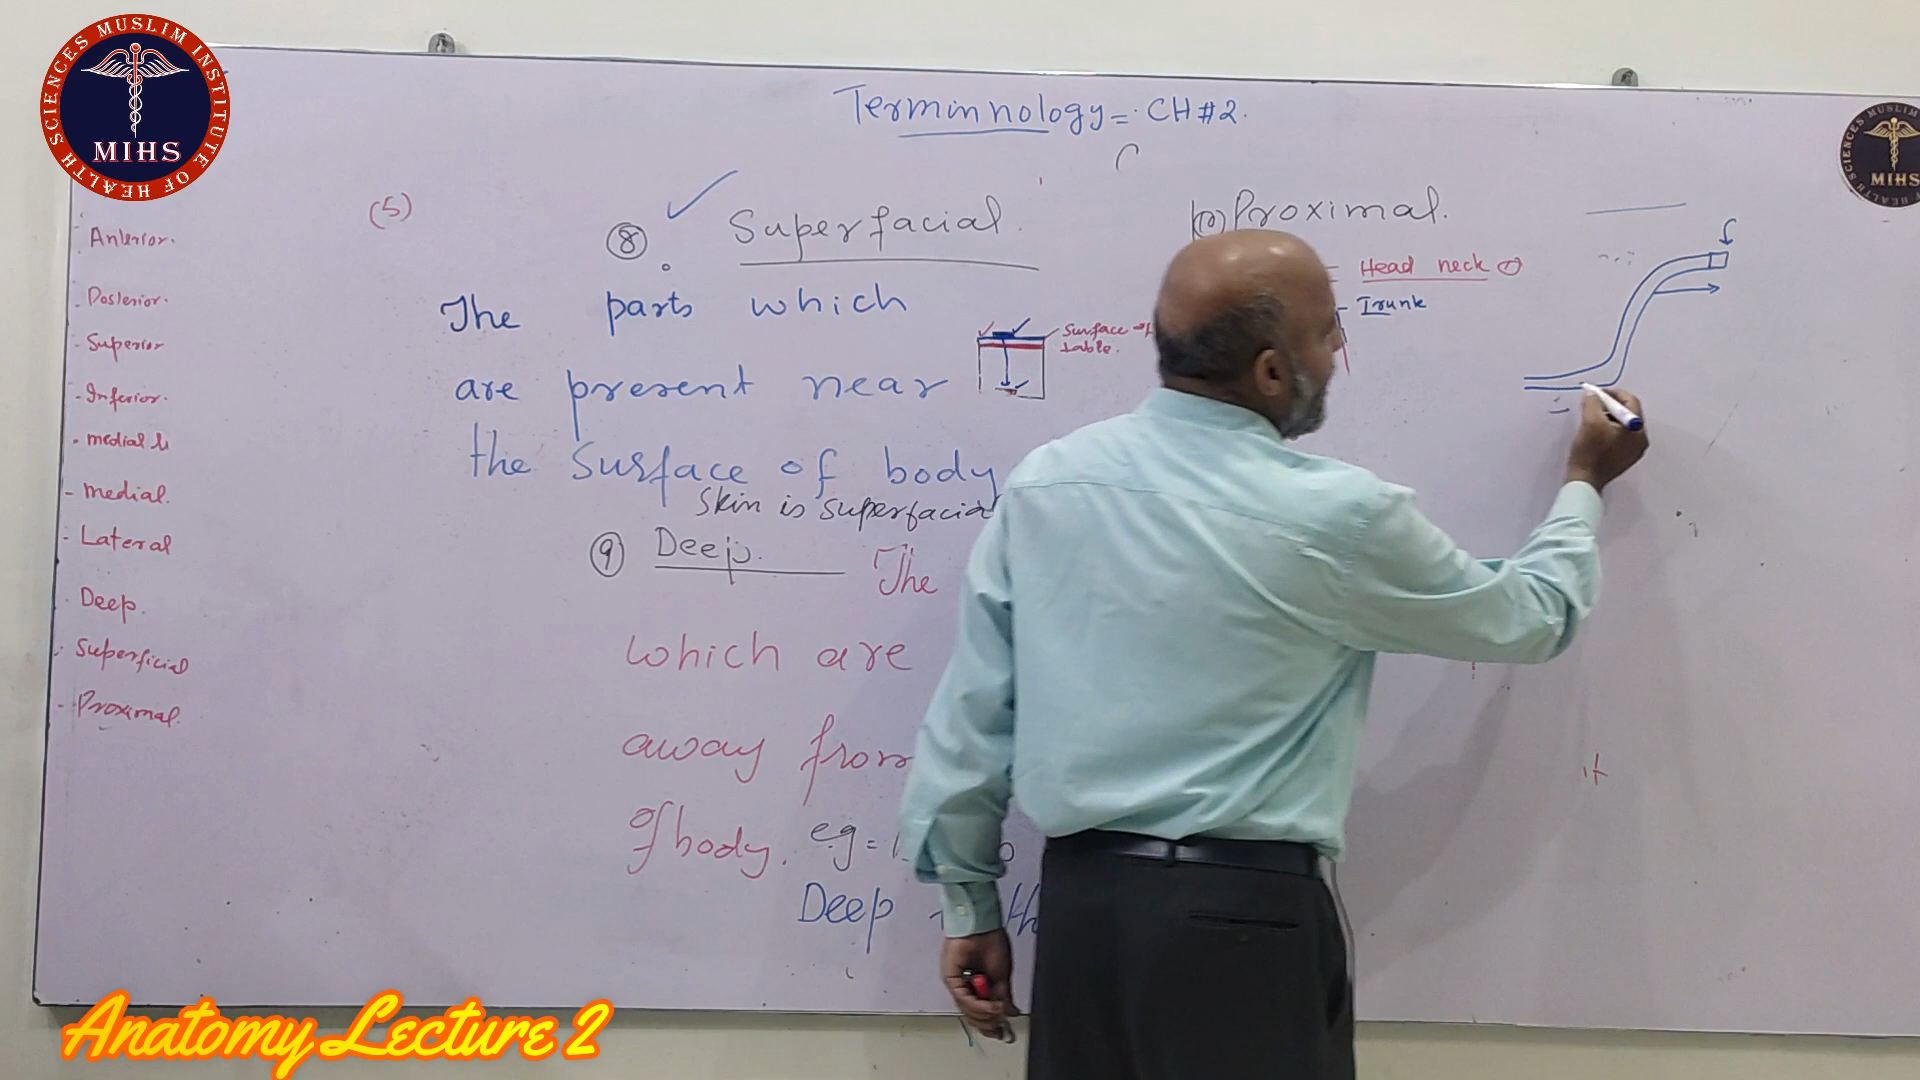 SCIENCES MUSLIM INSTITUTE OF HEALTH
MIHS
Terminnology = CH#2.
MUSLIM
SCIENCES
MIHS
(5)
Anterior.
Posterior.
Superior
Inferior.
medial
medial.
Lateral
Deep.
Superficial
Proximal.
8 Superfacial.
The parts which
are present near
the surface of body
Skin is superfacial
Surface of
table.
9 Deep. The
which are
away from
of body. e.g =
Deep
Proximal.
Head neck
Trunk
Anatomy Lecture 2